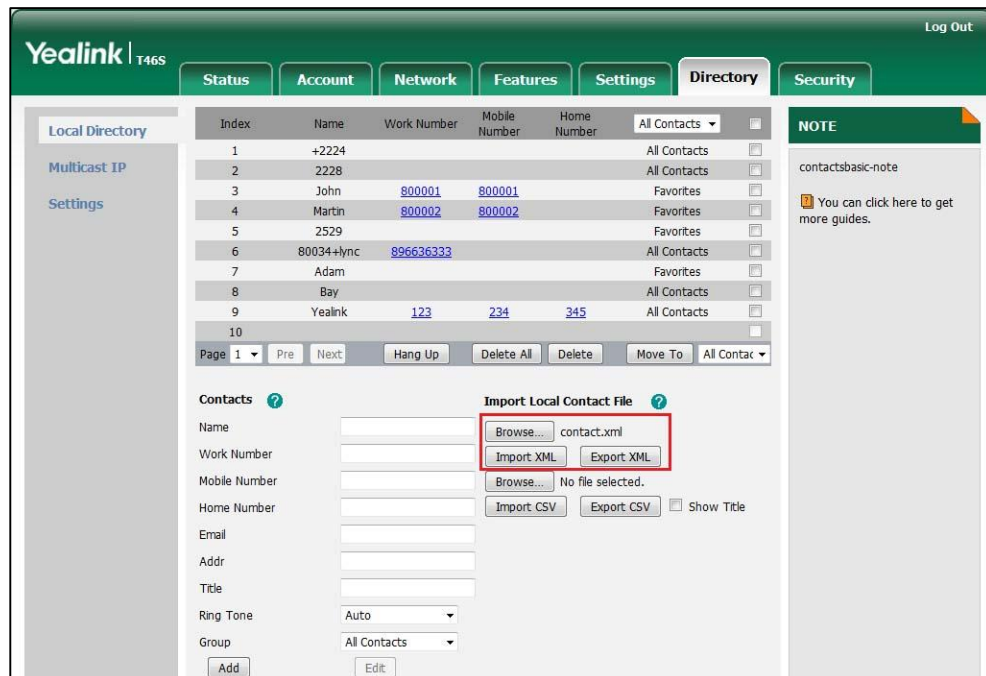 Log Out
Yealink | T46S
Status Account Network Features Settings Directory Security
Local Directory
Multicast IP
Settings
Index Name Work Number Mobile Number Home Number All Contacts
1 +2224 All Contacts
2 2228 All Contacts
3 John 800001 800001 Favorites
4 Martin 800002 800002 Favorites
5 2529 Favorites
6 80034+lync 896636333 All Contacts
7 Adam Favorites
8 Bay All Contacts
9 Yealink 123 234 345 All Contacts
10
Page 1 Pre Next Hang Up Delete All Delete Move To All Contac
NOTE
contactsbasic-note
? You can click here to get
more guides.
Contacts ?
Name
Work Number
Mobile Number
Home Number
Email
Addr
Title
Ring Tone Auto
Group All Contacts
Add Edit
Import Local Contact File ?
Browse... contact.xml
Import XML Export XML
Browse... No file selected.
Import CSV Export CSV Show Title